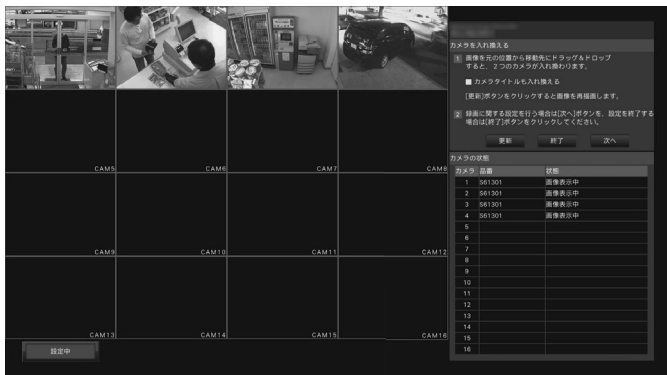 カメラを入れ換える
1 画像を元の位置から移動先にドラッグ&ドロップ
すると、2つのカメラが入れ換わります。
■ カメラタイトルも入れ換える
[更新]ボタンをクリックすると画像を再描画します。
2 録画に関する設定を行う場合は[次へ]ボタンを、設定を終了する
場合は[終了]ボタンをクリックしてください。
更新 終了 次へ
カメラの状態
カメラ 品番 状態
1 S61301 画像表示中
2 S61301 画像表示中
3 S61301 画像表示中
4 S61301 画像表示中
5
6
7
8
9
10
11
12
13
14
15
16
CAM5 CAM6 CAM7 CAM8
CAM9 CAM10 CAM11 CAM12
CAM13 CAM14 CAM15 CAM16
設定中